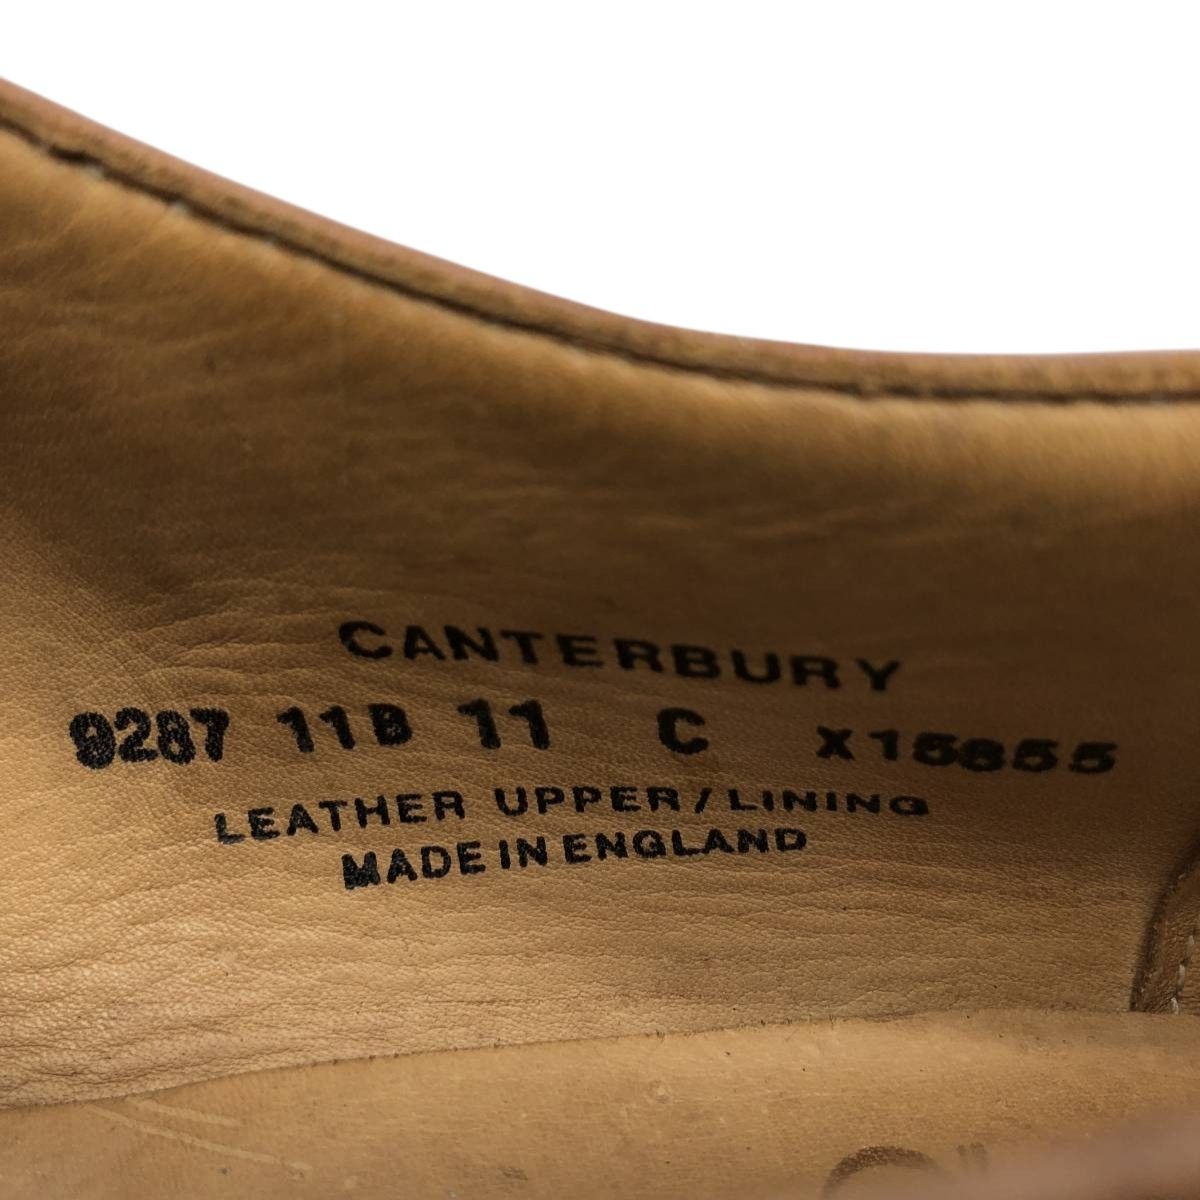 CANTERBURY
9287 11B 11 C X15855
LEATHER UPPER/LINING
MADE IN ENGLAND